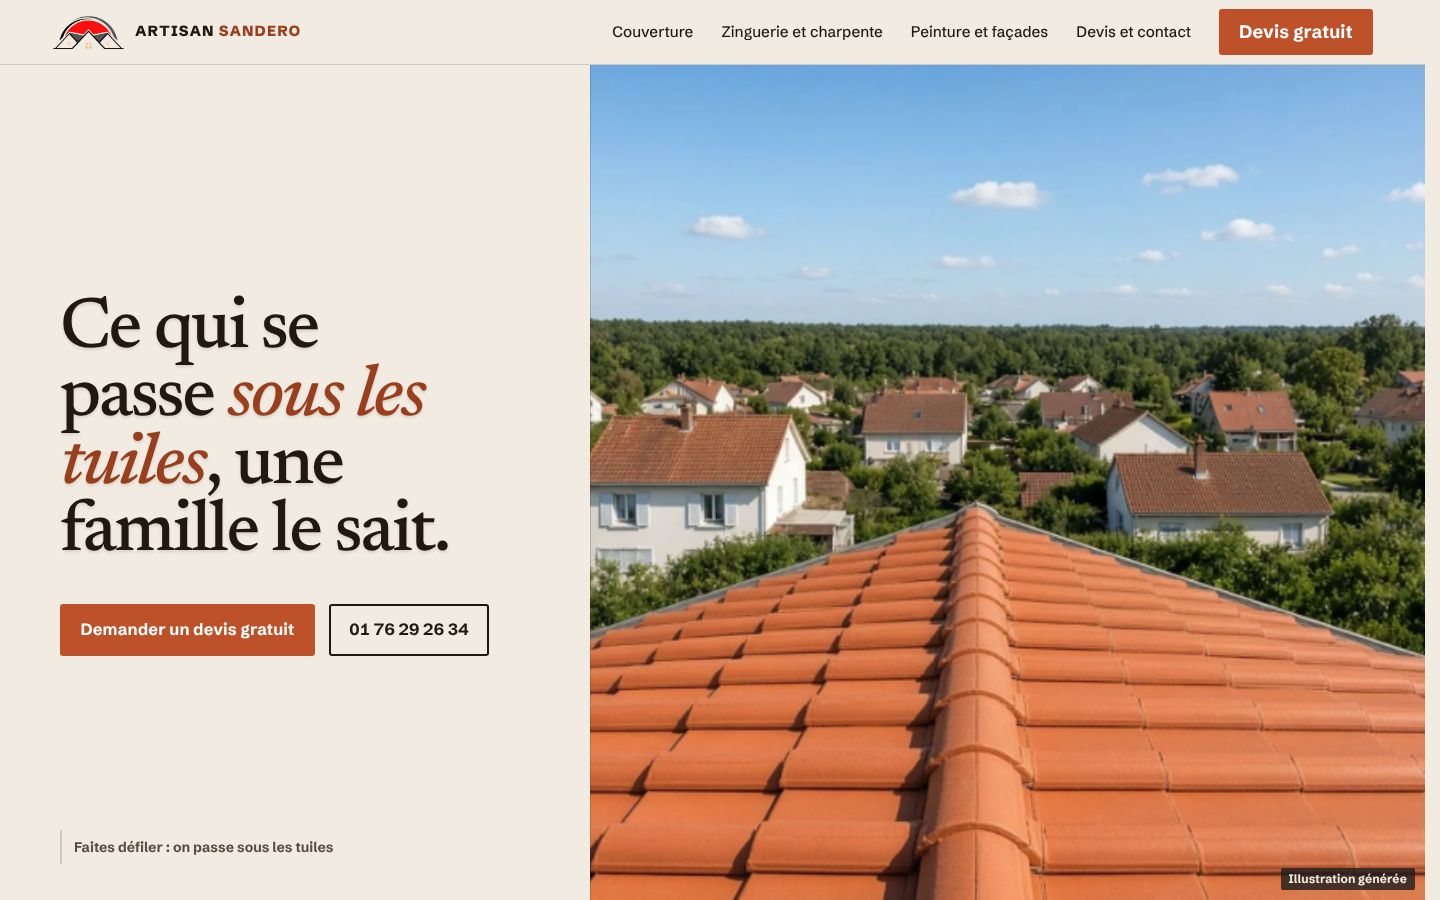 ARTISAN SANDERO
Couverture
Zinguerie et charpente
Peinture et façades
Devis et contact
Devis gratuit
Ce qui se
passe sous les
tuiles, une
famille le sait.
Demander un devis gratuit
01 76 29 26 34
Faites défiler : on passe sous les tuiles
Illustration générée